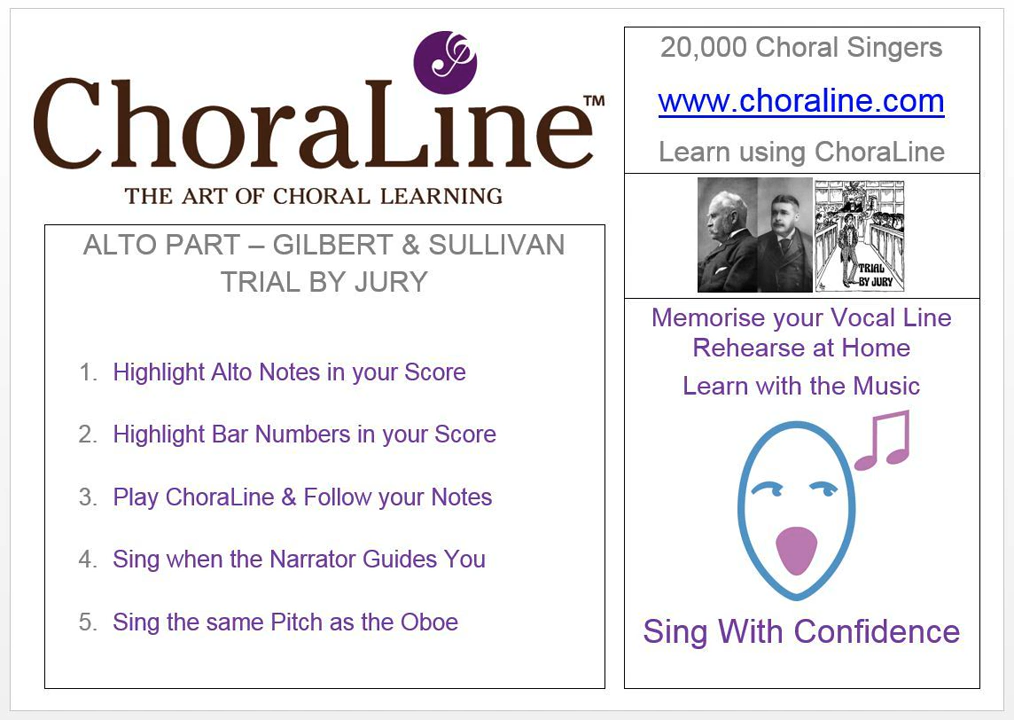 ChoraLine™
THE ART OF CHORAL LEARNING
ALTO PART – GILBERT & SULLIVAN
TRIAL BY JURY
1. Highlight Alto Notes in your Score
2. Highlight Bar Numbers in your Score
3. Play ChoraLine & Follow your Notes
4. Sing when the Narrator Guides You
5. Sing the same Pitch as the Oboe
20,000 Choral Singers
www.choraline.com
Learn using ChoraLine
TRIAL
BY JURY
Memorise your Vocal Line
Rehearse at Home
Learn with the Music
Sing With Confidence